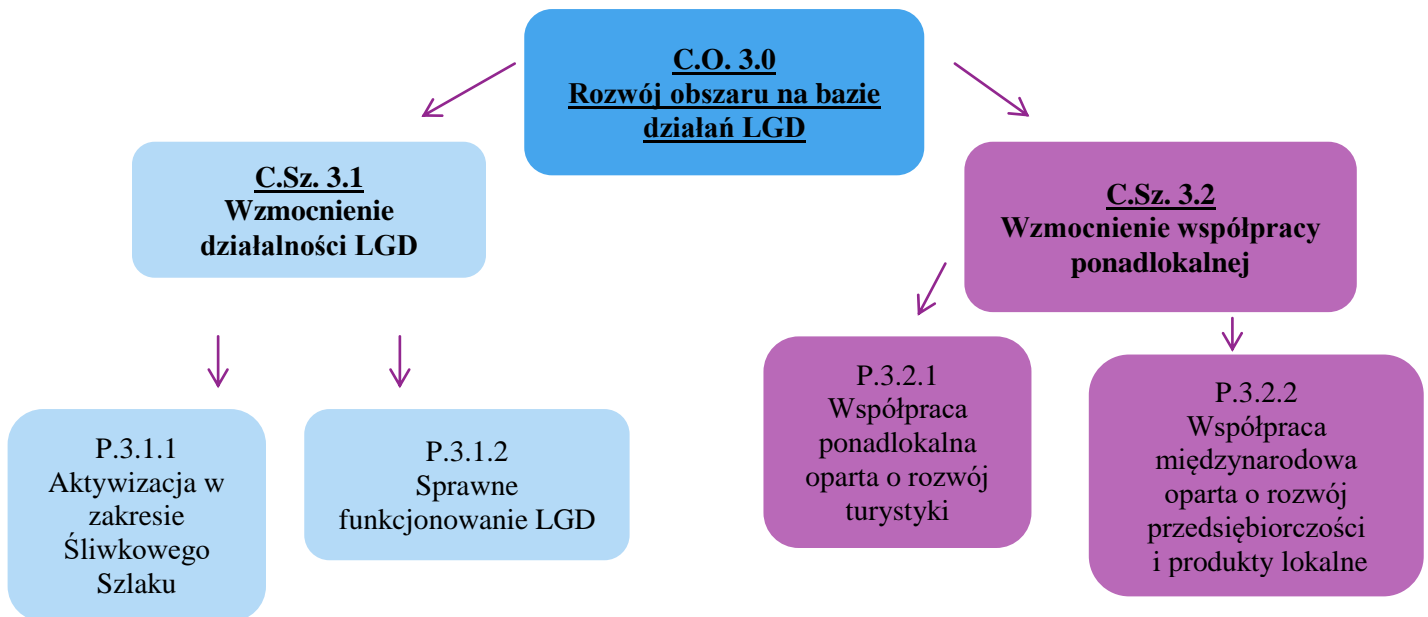 C.O. 3.0
Rozwój obszaru na bazie
działań LGD
C.Sz. 3.1
Wzmocnienie
działalności LGD
C.Sz. 3.2
Wzmocnienie współpracy
ponadlokalnej
P.3.1.1
Aktywizacja w
zakresie
Śliwkowego
Szlaku
P.3.1.2
Sprawne
funkcjonowanie LGD
P.3.2.1
Współpraca
ponadlokalna
oparta o rozwój
turystyki
P.3.2.2
Współpraca
międzynarodowa
oparta o rozwój
przedsiębiorczości
i produkty lokalne